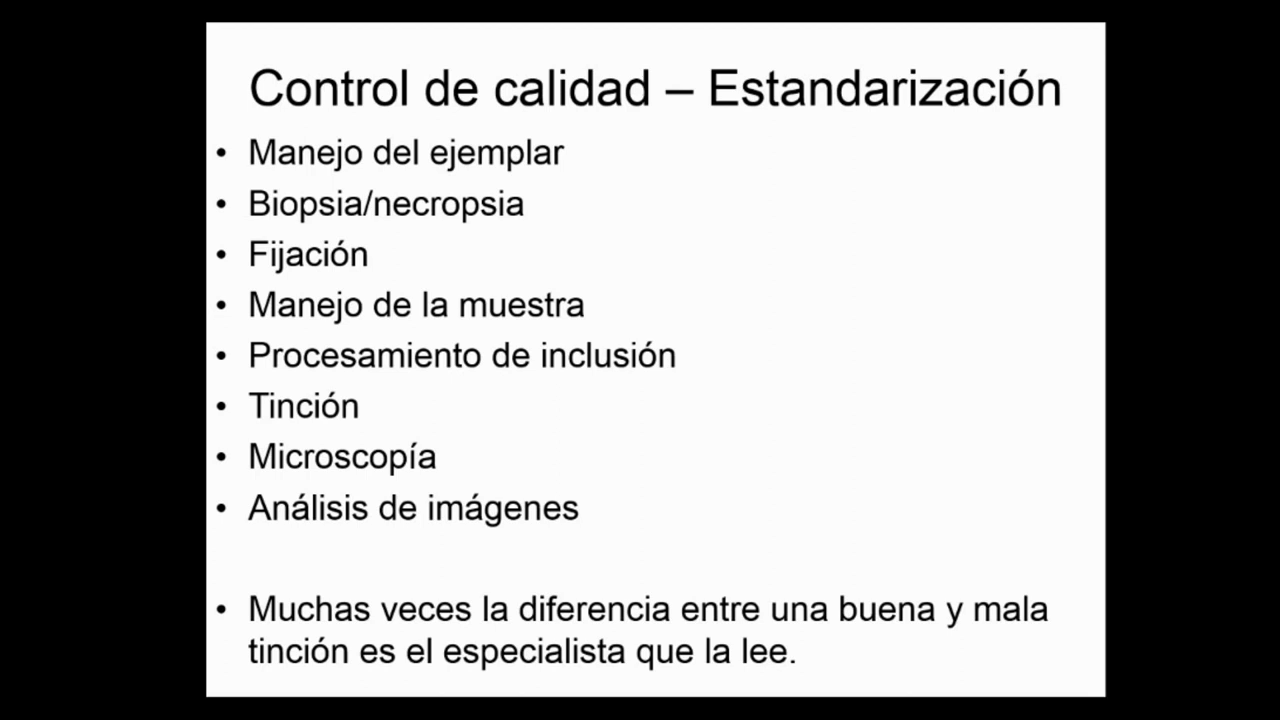 Control de calidad – Estandarización
• Manejo del ejemplar
• Biopsia/necropsia
• Fijación
• Manejo de la muestra
• Procesamiento de inclusión
• Tinción
• Microscopía
• Análisis de imágenes
• Muchas veces la diferencia entre una buena y mala
tinción es el especialista que la lee.